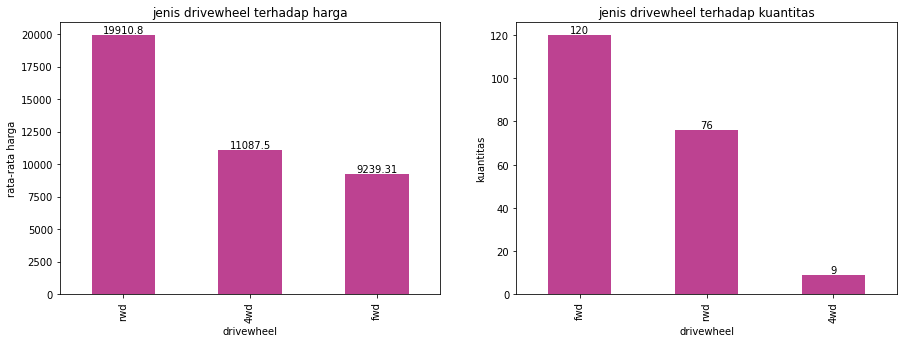 jenis drivewheel terhadap harga
20000
17500
15000
12500
10000
7500
5000
2500
0
rata-rata harga
19910.8
11087.5
9239.31
rwd
4wd
fwd
drivewheel
jenis drivewheel terhadap kuantitas
120
100
80
60
40
20
0
kuantitas
120
76
9
fwd
rwd
4wd
drivewheel